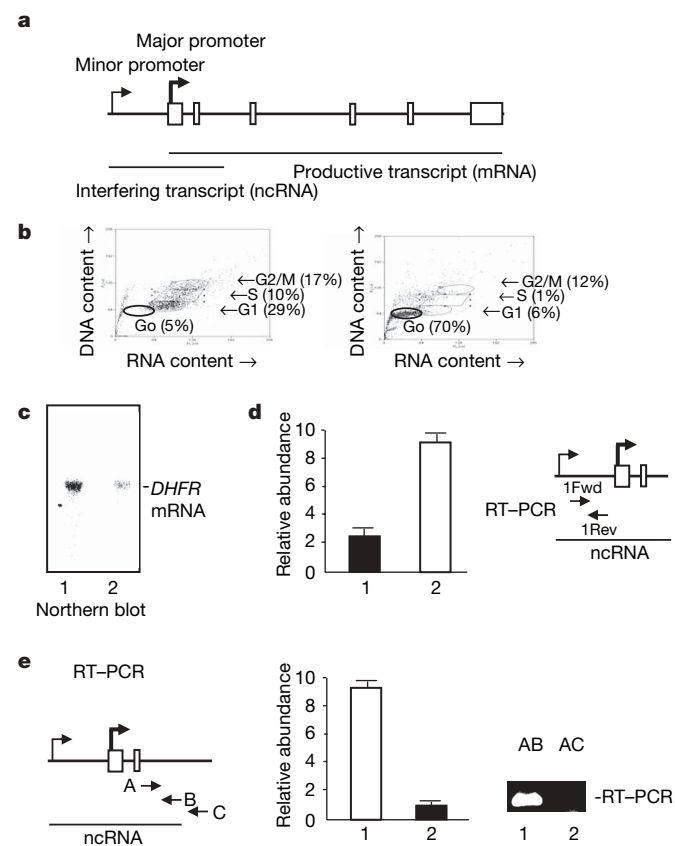 a
Major promoter
Minor promoter
Productive transcript (mRNA)
Interfering transcript (ncRNA)
b
DNA content →
G2/M (17%)
S (10%)
G1 (29%)
Go (5%)
RNA content →
DNA content →
G2/M (12%)
S (1%)
G1 (6%)
Go (70%)
RNA content →
c
-DHFR
mRNA
1 2
Northern blot
d
Relative abundance
10
8
6
4
2
0
1 2
1Fwd
RT–PCR
1Rev
ncRNA
e
RT–PCR
A
B
C
ncRNA
Relative abundance
10
8
6
4
2
0
1 2
AB AC
-RT–PCR
1 2